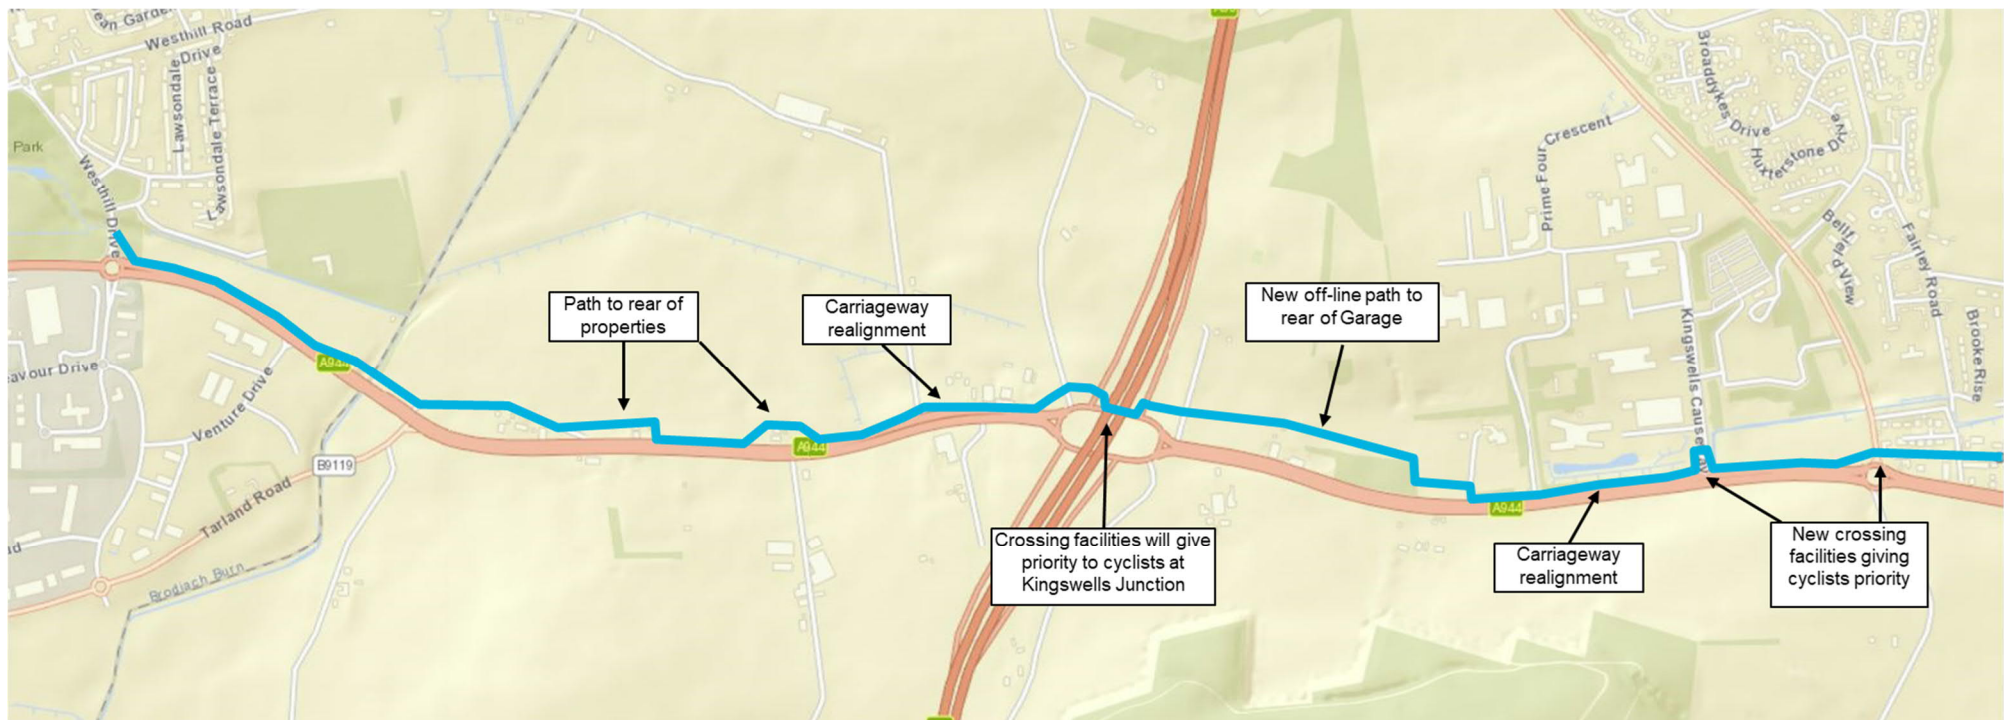 ean Garde
Westhill Road
Drive
Lawsondale
Lawsondale Terrace
Park
Westhill Drive
Broaddykes Drive
Huxterstone Drive
Prime Four Crescent
Bellfield View
Fairley Road
Brooke Rise
Kingswells Cause
Path to rear of
properties
Carriageway
realignment
New off-line path to
rear of Garage
A944
avour Drive
Venture Drive
A944
B9119
Tarland Road
A944
Brodiach Burn
Crossing facilities will give
priority to cyclists at
Kingswells Junction
Carriageway
realignment
New crossing
facilities giving
cyclists priority